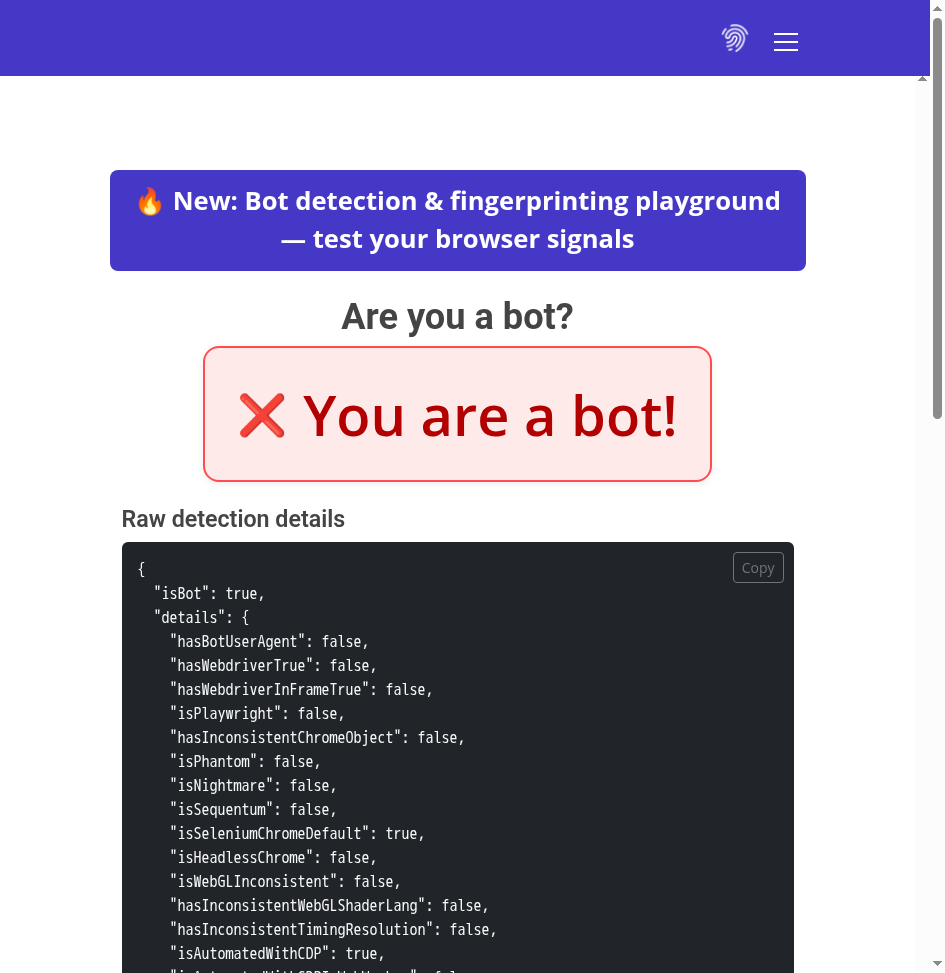 🔥 New: Bot detection & fingerprinting playground
— test your browser signals
Are you a bot?
❌ You are a bot!
Raw detection details
Copy
{
  "isBot": true,
  "details": {
    "hasBotUserAgent": false,
    "hasWebdriverTrue": false,
    "hasWebdriverInFrameTrue": false,
    "isPlaywright": false,
    "hasInconsistentChromeObject": false,
    "isPhantom": false,
    "isNightmare": false,
    "isSequentum": false,
    "isSeleniumChromeDefault": true,
    "isHeadlessChrome": false,
    "isWebGLInconsistent": false,
    "hasInconsistentWebGLShaderLang": false,
    "hasInconsistentTimingResolution": false,
    "isAutomatedWithCDP": true,